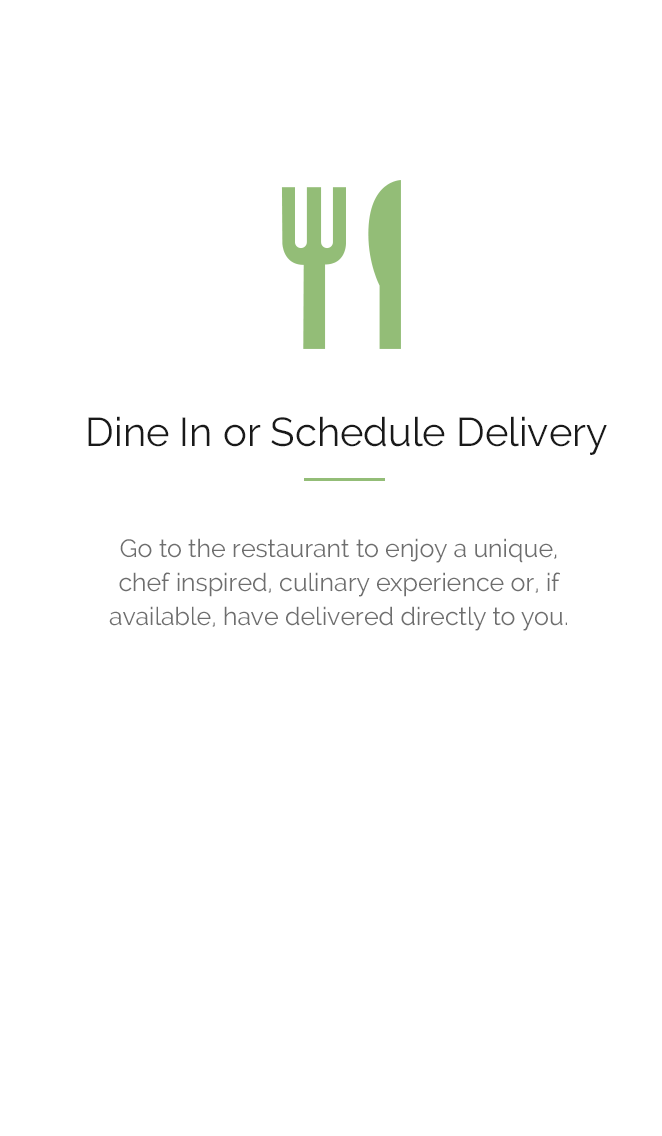 Dine In or Schedule Delivery
Go to the restaurant to enjoy a unique,
chef inspired, culinary experience or, if
available, have delivered directly to you.